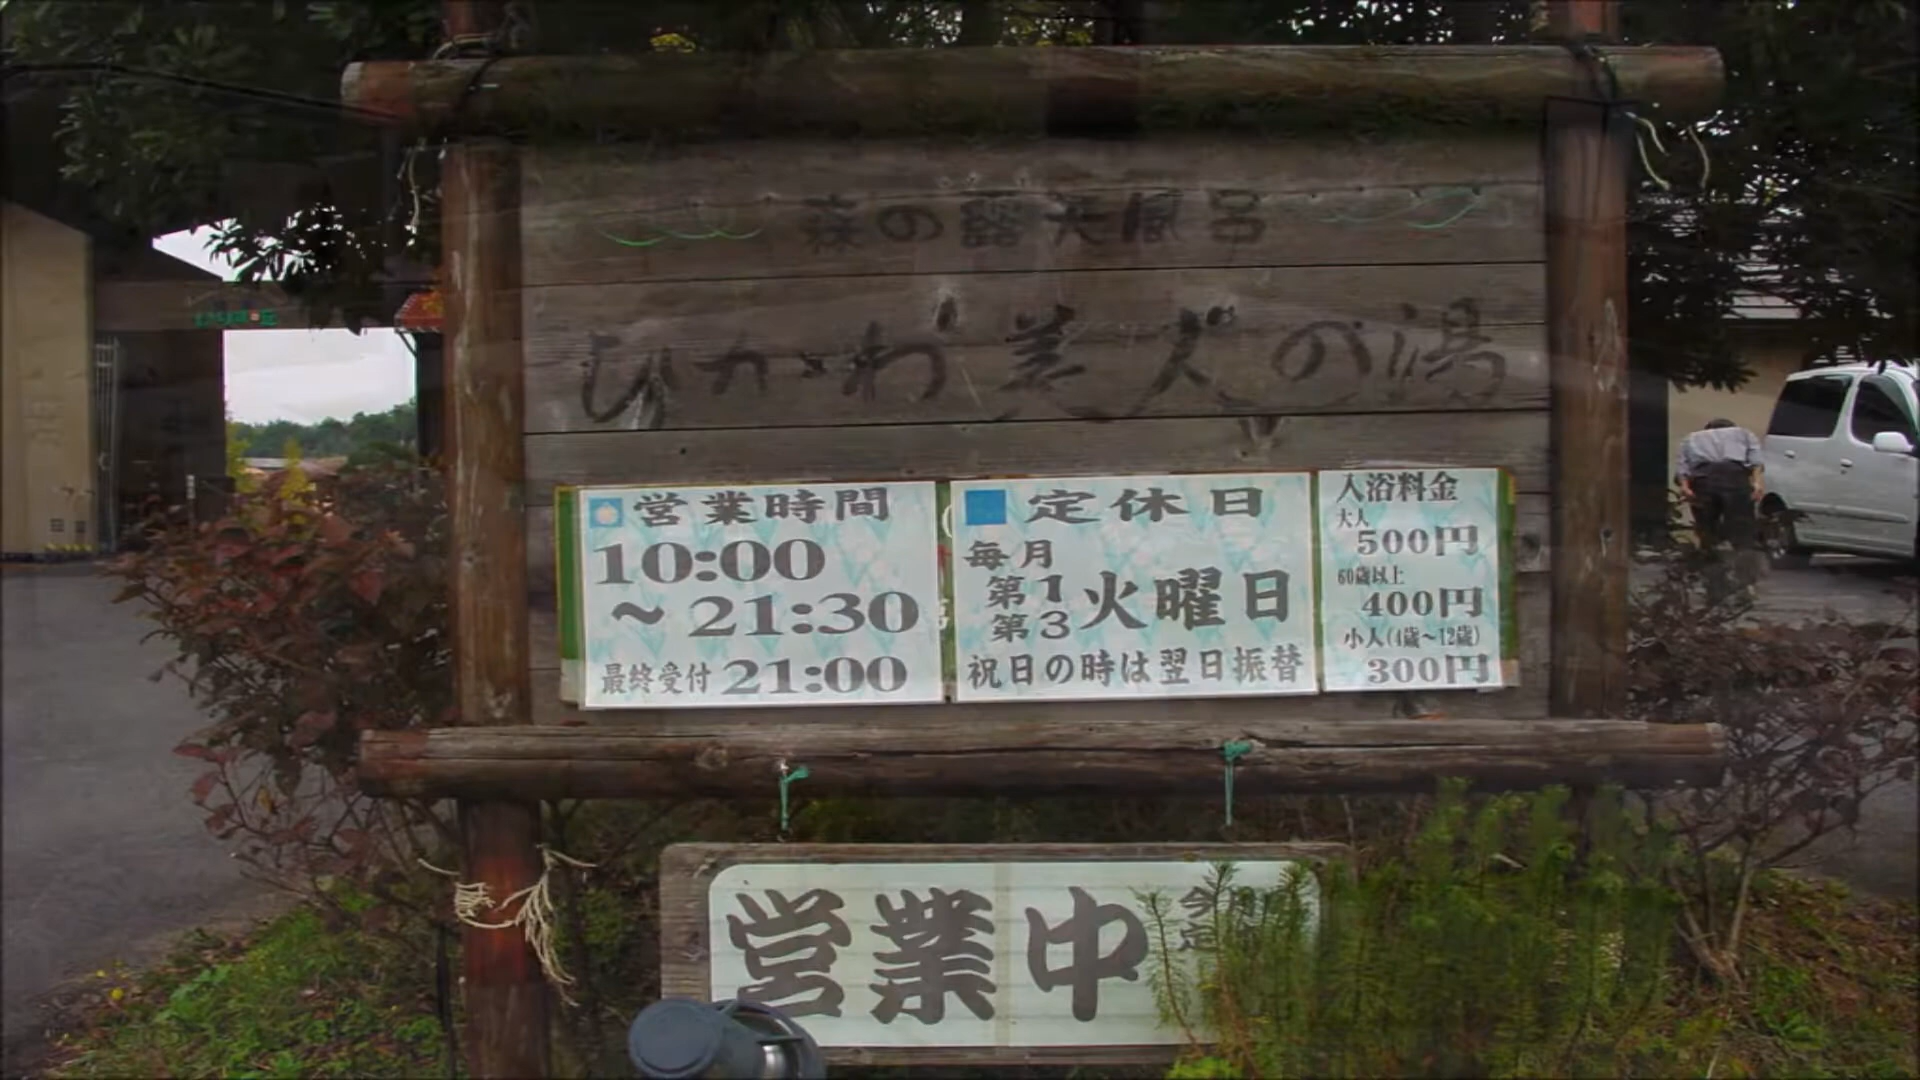 森の露天風呂
ひかわ美人の湯
営業時間
10:00
～21:30
最終受付 21:00
定休日
毎月
第1
第3
火曜日
祝日の時は翌日振替
入浴料金
大人
500円
60歳以上
400円
小人(4歳～12歳)
300円
営業中